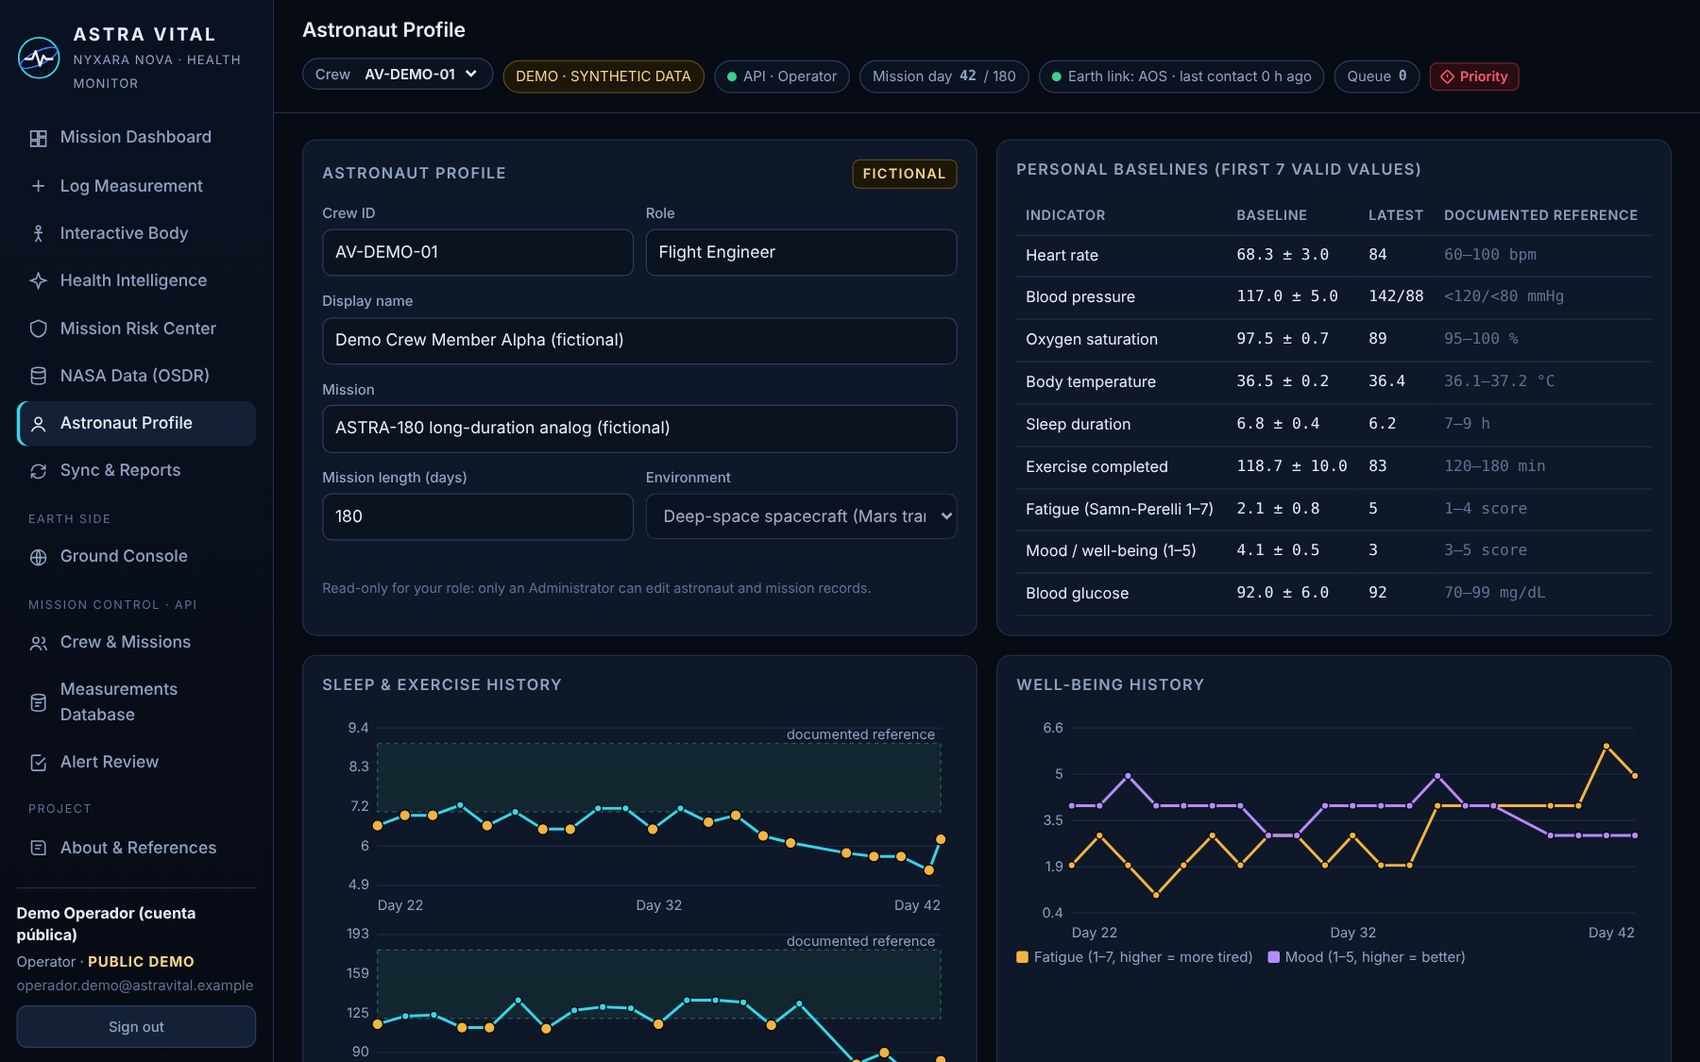 ASTRA VITAL
NYXARA NOVA · HEALTH
MONITOR
Mission Dashboard
Log Measurement
Interactive Body
Health Intelligence
Mission Risk Center
NASA Data (OSDR)
Astronaut Profile
Sync & Reports
EARTH SIDE
Ground Console
MISSION CONTROL · API
Crew & Missions
Measurements
Database
Alert Review
PROJECT
About & References
Demo Operador (cuenta
pública)
Operator · PUBLIC DEMO
operador.demo@astravital.example
Sign out
Astronaut Profile
Crew AV-DEMO-01
DEMO · SYNTHETIC DATA
API · Operator
Mission day 42 / 180
Earth link: AOS · last contact 0 h ago
Queue 0
Priority
ASTRONAUT PROFILE
FICTIONAL
Crew ID
Role
AV-DEMO-01
Flight Engineer
Display name
Demo Crew Member Alpha (fictional)
Mission
ASTRA-180 long-duration analog (fictional)
Mission length (days)
Environment
180
Deep-space spacecraft (Mars trai
Read-only for your role: only an Administrator can edit astronaut and mission records.
PERSONAL BASELINES (FIRST 7 VALID VALUES)
INDICATOR BASELINE LATEST DOCUMENTED REFERENCE
Heart rate 68.3 ± 3.0 84 60–100 bpm
Blood pressure 117.0 ± 5.0 142/88 <120/<80 mmHg
Oxygen saturation 97.5 ± 0.7 89 95–100 %
Body temperature 36.5 ± 0.2 36.4 36.1–37.2 °C
Sleep duration 6.8 ± 0.4 6.2 7–9 h
Exercise completed 118.7 ± 10.0 83 120–180 min
Fatigue (Samn-Perelli 1–7) 2.1 ± 0.8 5 1–4 score
Mood / well-being (1–5) 4.1 ± 0.5 3 3–5 score
Blood glucose 92.0 ± 6.0 92 70–99 mg/dL
SLEEP & EXERCISE HISTORY
9.4
documented reference
8.3
7.2
6
4.9
Day 22 Day 32 Day 42
193
documented reference
159
125
90
WELL-BEING HISTORY
6.6
5
3.5
1.9
0.4
Day 22 Day 32 Day 42
Fatigue (1–7, higher = more tired) Mood (1–5, higher = better)